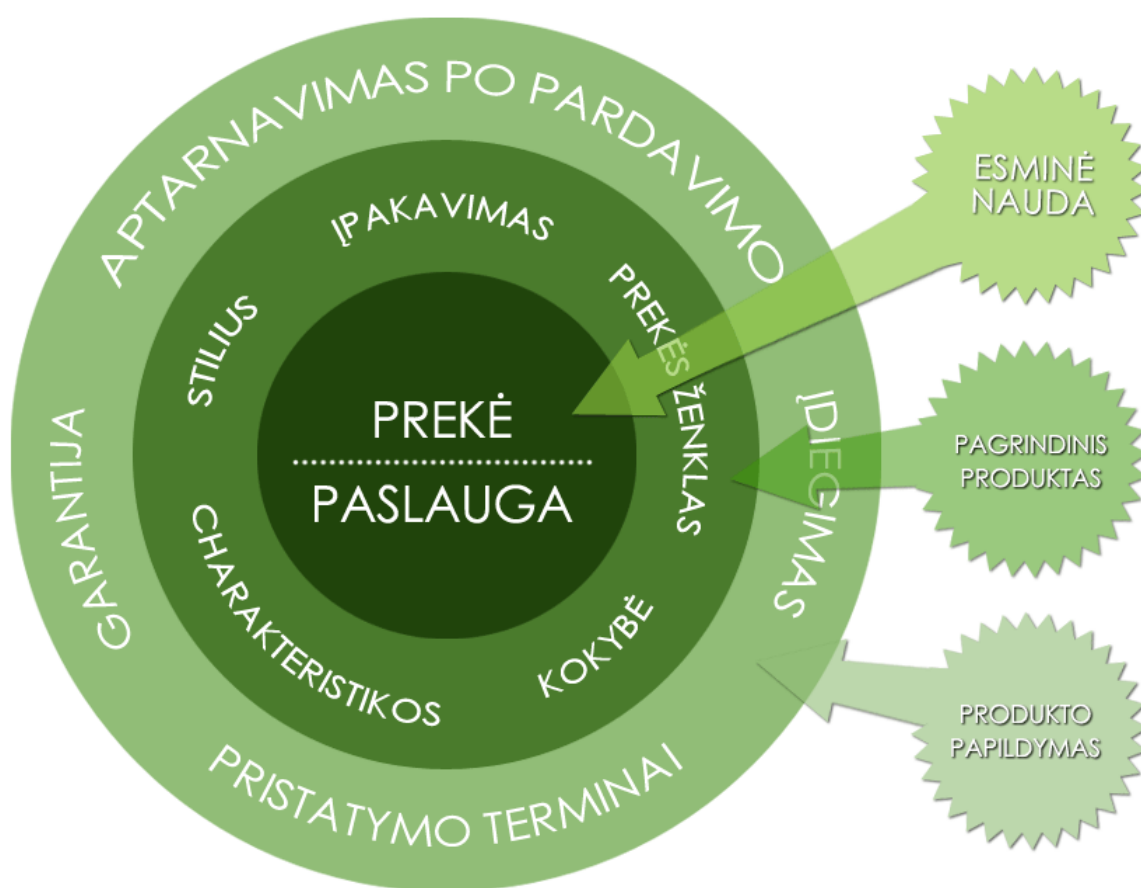 APTARNAVIMAS PO PARDAVIMO
ĮPAKAVIMAS
STILIUS
PREKĖS ŽENKLAS
PREKĖ
PASLAUGA
GARANTIJA
ĮDIEGIMAS
CHARAKTERISTIKOS
KOKYBĖ
PRISTATYMO TERMINAI
ESMINĖ
NAUDA
PAGRINDINIS
PRODUKTAS
PRODUKTO
PAPILDYMAS